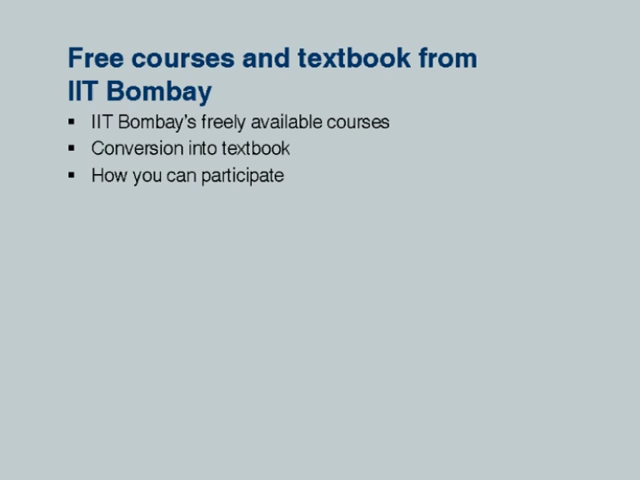 Free courses and textbook from
IIT Bombay
▪ IIT Bombay's freely available courses
▪ Conversion into textbook
▪ How you can participate